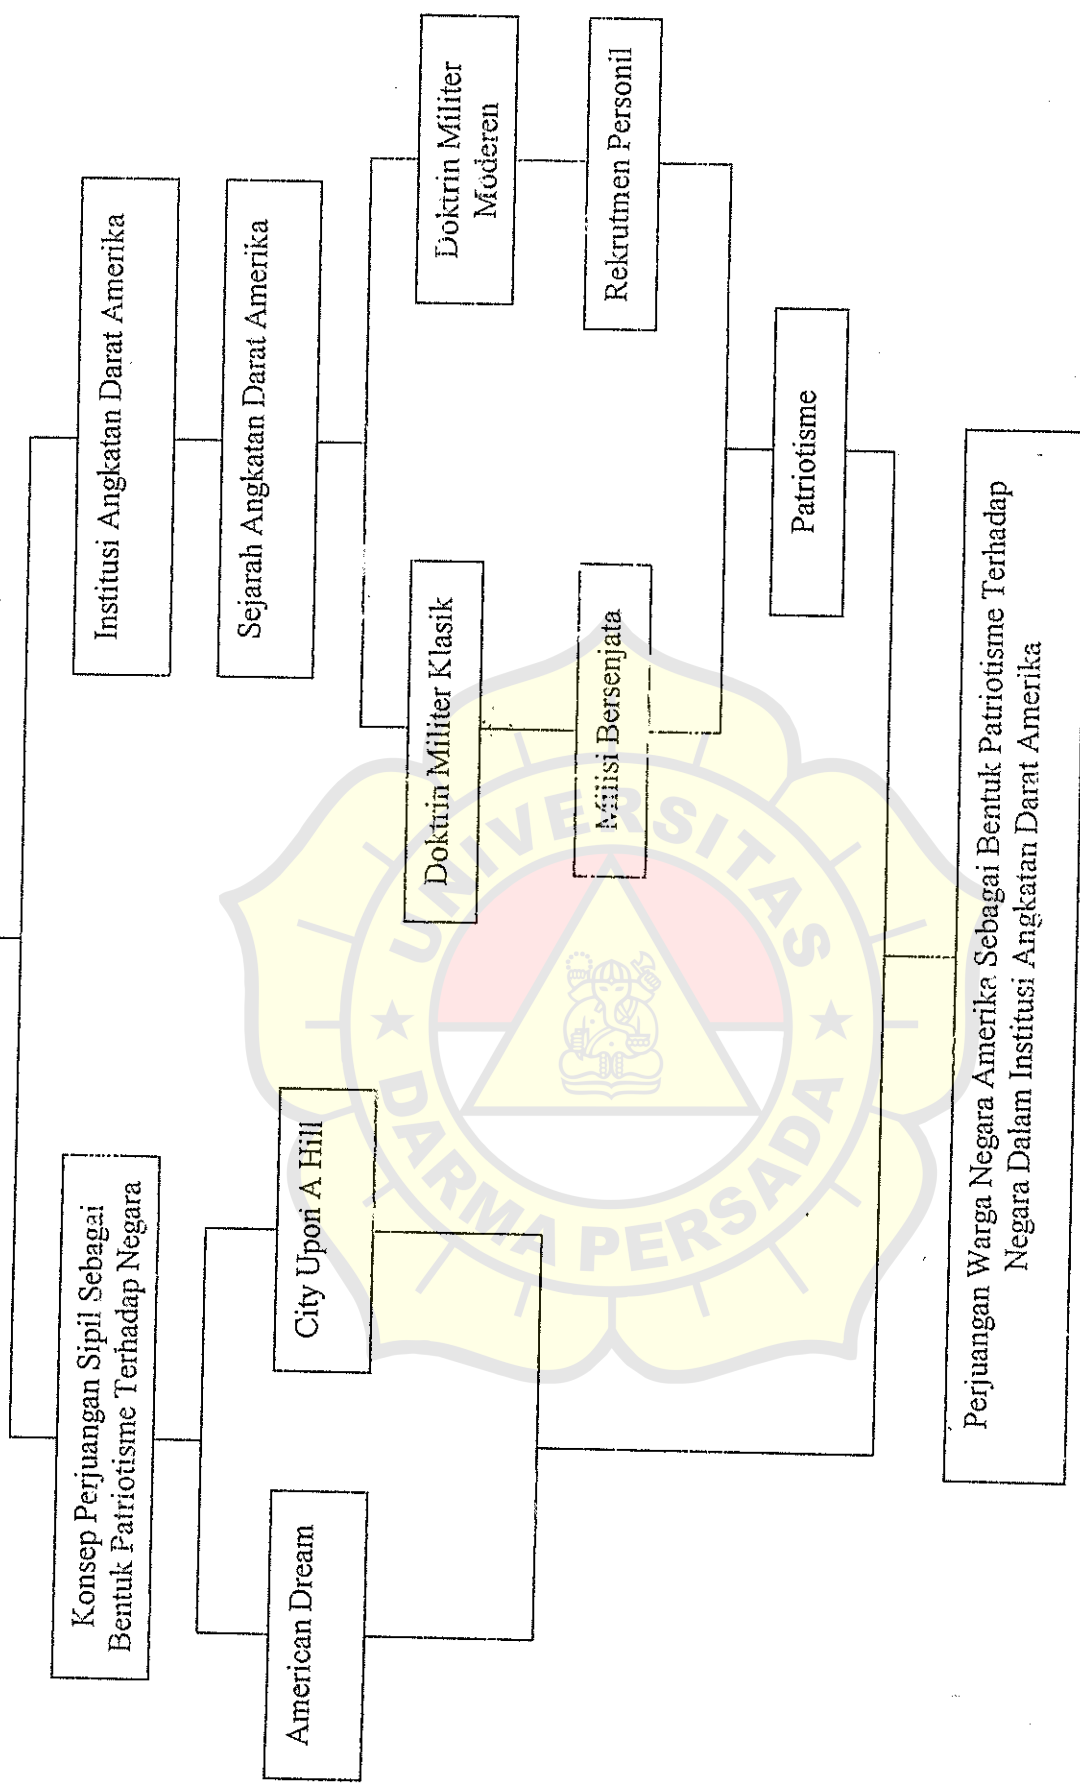 Konsep Perjuangan Sipil Sebagai
Bentuk Patriotisme Terhadap Negara
Institusi Angkatan Darat Amerika
Sejarah Angkatan Darat Amerika
American Dream
City Upon A Hill
Doktrin Militer Klasik
Doktrin Militer
Moderen
Milisi Bersenjata
Rekrutmen Personil
Patriotisme
Perjuangan Warga Negara Amerika Sebagai Bentuk Patriotisme Terhadap
Negara Dalam Institusi Angkatan Darat Amerika
UNIVERSITAS
DARMA PERSADA